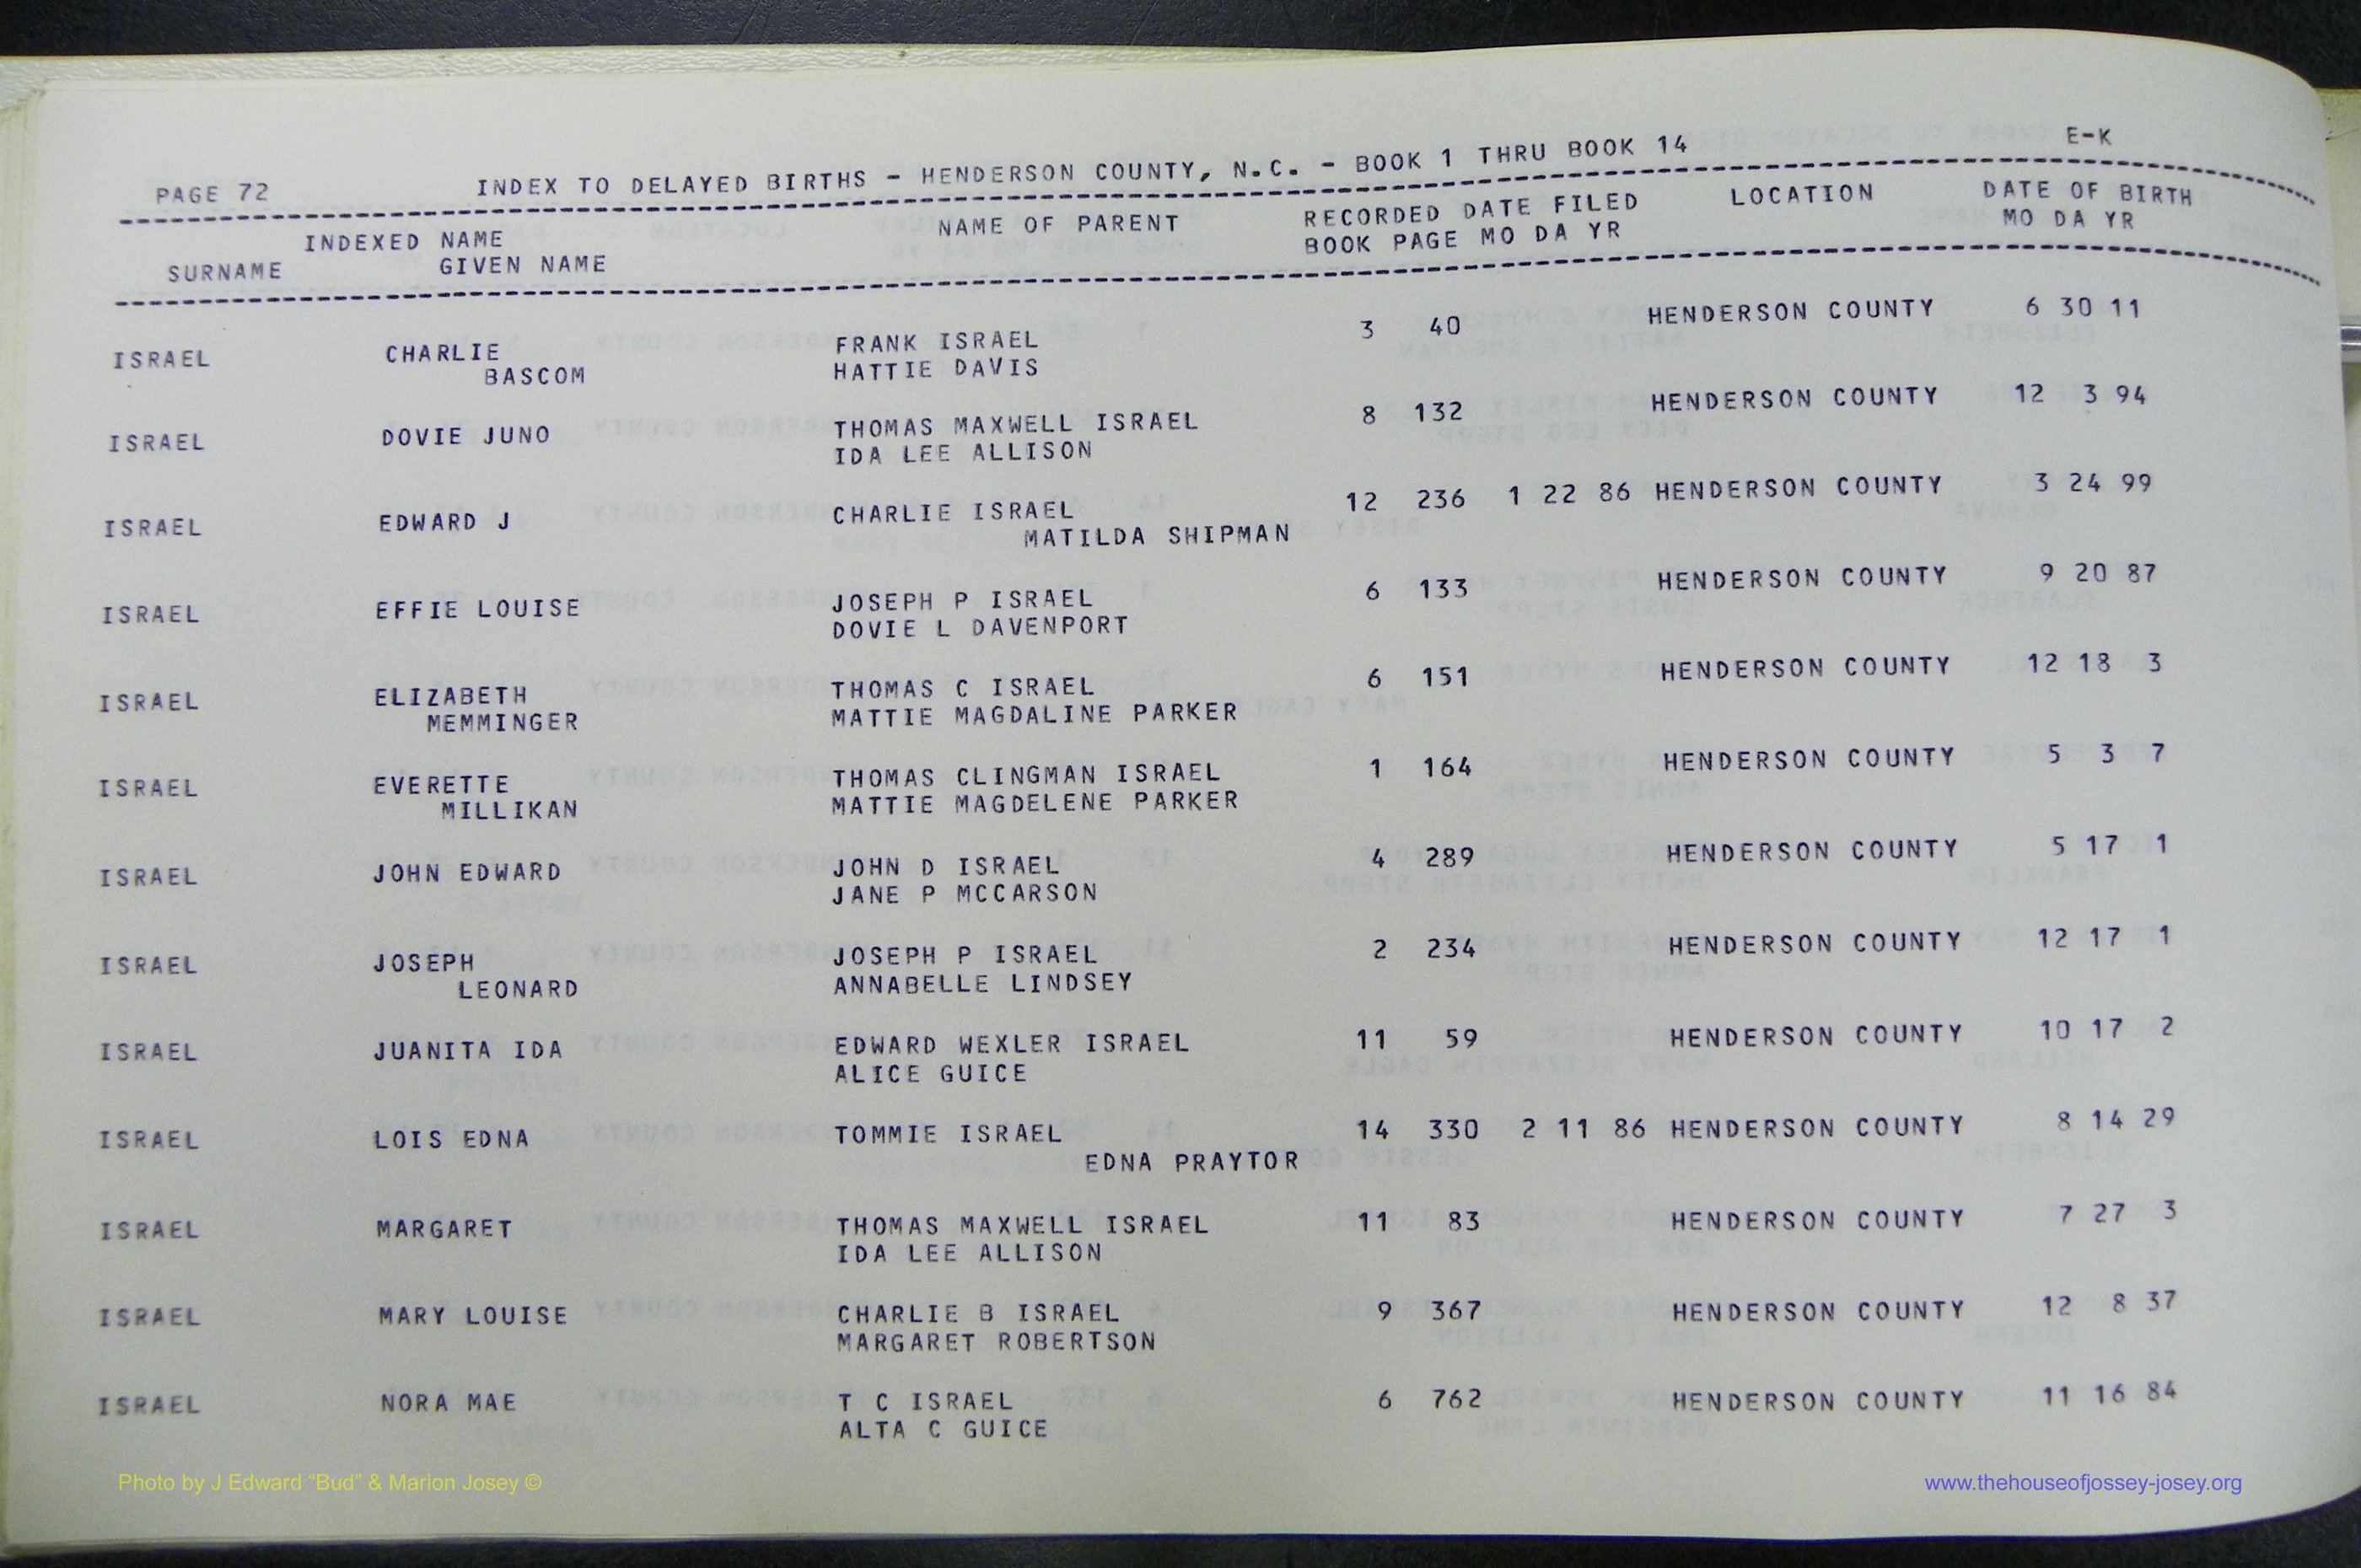 E-K
PAGE 72 INDEX TO DELAYED BIRTHS - HENDERSON COUNTY, N.C. - BOOK 1 THRU BOOK 14
INDEXED NAME NAME OF PARENT RECORDED DATE FILED LOCATION DATE OF BIRTH
SURNAME GIVEN NAME BOOK PAGE MO DA YR MO DA YR
ISRAEL CHARLIE FRANK ISRAEL 3 40 HENDERSON COUNTY 6 30 11
BASCOM HATTIE DAVIS
ISRAEL DOVIE JUNO THOMAS MAXWELL ISRAEL 8 132 HENDERSON COUNTY 12 3 94
IDA LEE ALLISON
ISRAEL EDWARD J CHARLIE ISRAEL 12 236 1 22 86 HENDERSON COUNTY 3 24 99
MATILDA SHIPMAN
ISRAEL EFFIE LOUISE JOSEPH P ISRAEL 6 133 HENDERSON COUNTY 9 20 87
DOVIE L DAVENPORT
ISRAEL ELIZABETH THOMAS C ISRAEL 6 151 HENDERSON COUNTY 12 18 3
MEMMINGER MATTIE MAGDALINE PARKER
ISRAEL EVERETTE THOMAS CLINGMAN ISRAEL 1 164 HENDERSON COUNTY 5 3 7
MILLIKAN MATTIE MAGDELENE PARKER
ISRAEL JOHN EDWARD JOHN D ISRAEL 4 289 HENDERSON COUNTY 5 17 1
JANE P MCCARSON
ISRAEL JOSEPH JOSEPH P ISRAEL 2 234 HENDERSON COUNTY 12 17 1
LEONARD ANNABELLE LINDSEY
ISRAEL JUANITA IDA EDWARD WEXLER ISRAEL 11 59 HENDERSON COUNTY 10 17 2
ALICE GUICE
ISRAEL LOIS EDNA TOMMIE ISRAEL 14 330 2 11 86 HENDERSON COUNTY 8 14 29
EDNA PRAYTOR
ISRAEL MARGARET THOMAS MAXWELL ISRAEL 11 83 HENDERSON COUNTY 7 27 3
IDA LEE ALLISON
ISRAEL MARY LOUISE CHARLIE B ISRAEL 9 367 HENDERSON COUNTY 12 8 37
MARGARET ROBERTSON
ISRAEL NORA MAE T C ISRAEL 6 762 HENDERSON COUNTY 11 16 84
ALTA C GUICE
Photo by J Edward “Bud” & Marion Josey © www.thehouseofjossey-josey.org